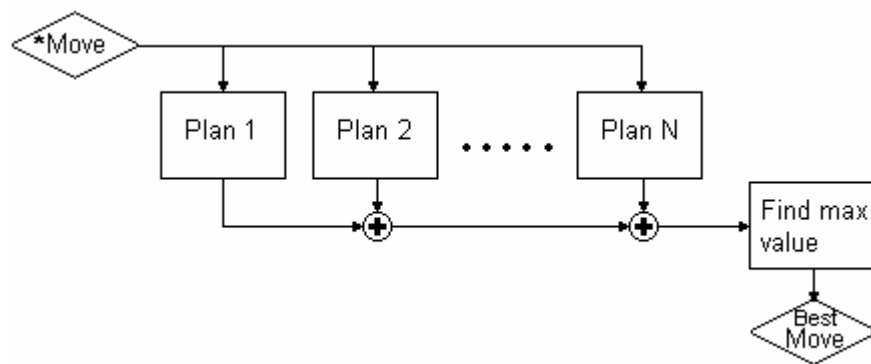 *Move
Plan 1
Plan 2
.....
Plan N
Find max
value
Best
Move